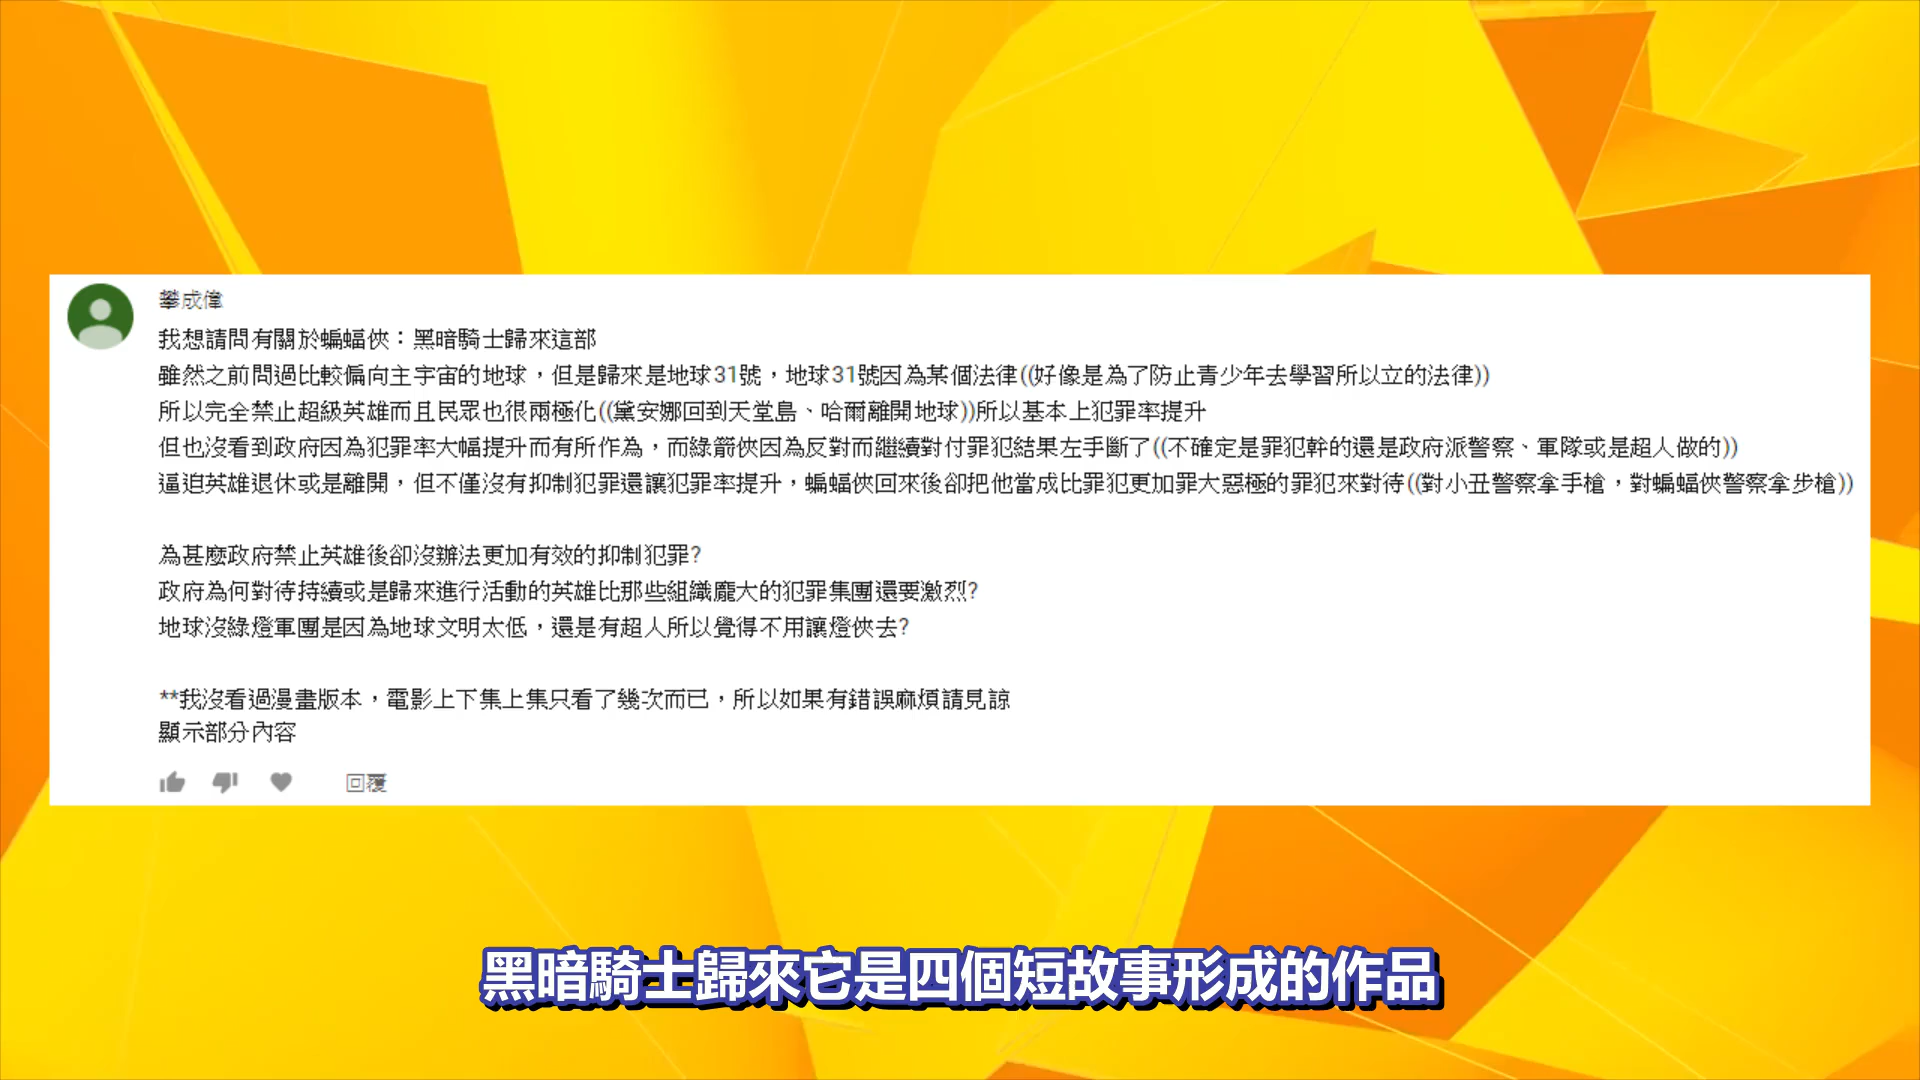 攀成偉
我想請問有關於蝙蝠俠：黑暗騎士歸來這部
雖然之前問過比較偏向主宇宙的地球，但是歸來是地球31號，地球31號因為某個法律((好像是為了防止青少年去學習所以立的法律))
所以完全禁止超級英雄而且民眾也很兩極化((黛安娜回到天堂島、哈爾離開地球))所以基本上犯罪率提升
但也沒看到政府因為犯罪率大幅提升而有所作為，而綠箭俠因為反對而繼續對付罪犯結果左手斷了((不確定是罪犯幹的還是政府派警察、軍隊或是超人做的))
逼迫英雄退休或是離開，但不僅沒有抑制犯罪還讓犯罪率提升，蝙蝠俠回來後卻把他當成比罪犯更加罪大惡極的罪犯來對待((對小丑警察拿手槍，對蝙蝠俠警察拿步槍))
為甚麼政府禁止英雄後卻沒辦法更加有效的抑制犯罪?
政府為何對待持續或是歸來進行活動的英雄比那些組織龐大的犯罪集團還要激烈?
地球沒綠燈軍團是因為地球文明太低，還是有超人所以覺得不用讓燈俠去?
**我沒看過漫畫版本，電影上下集上集只看了幾次而已，所以如果有錯誤麻煩請見諒
顯示部分內容
回覆
黑暗騎士歸來它是四個短故事形成的作品